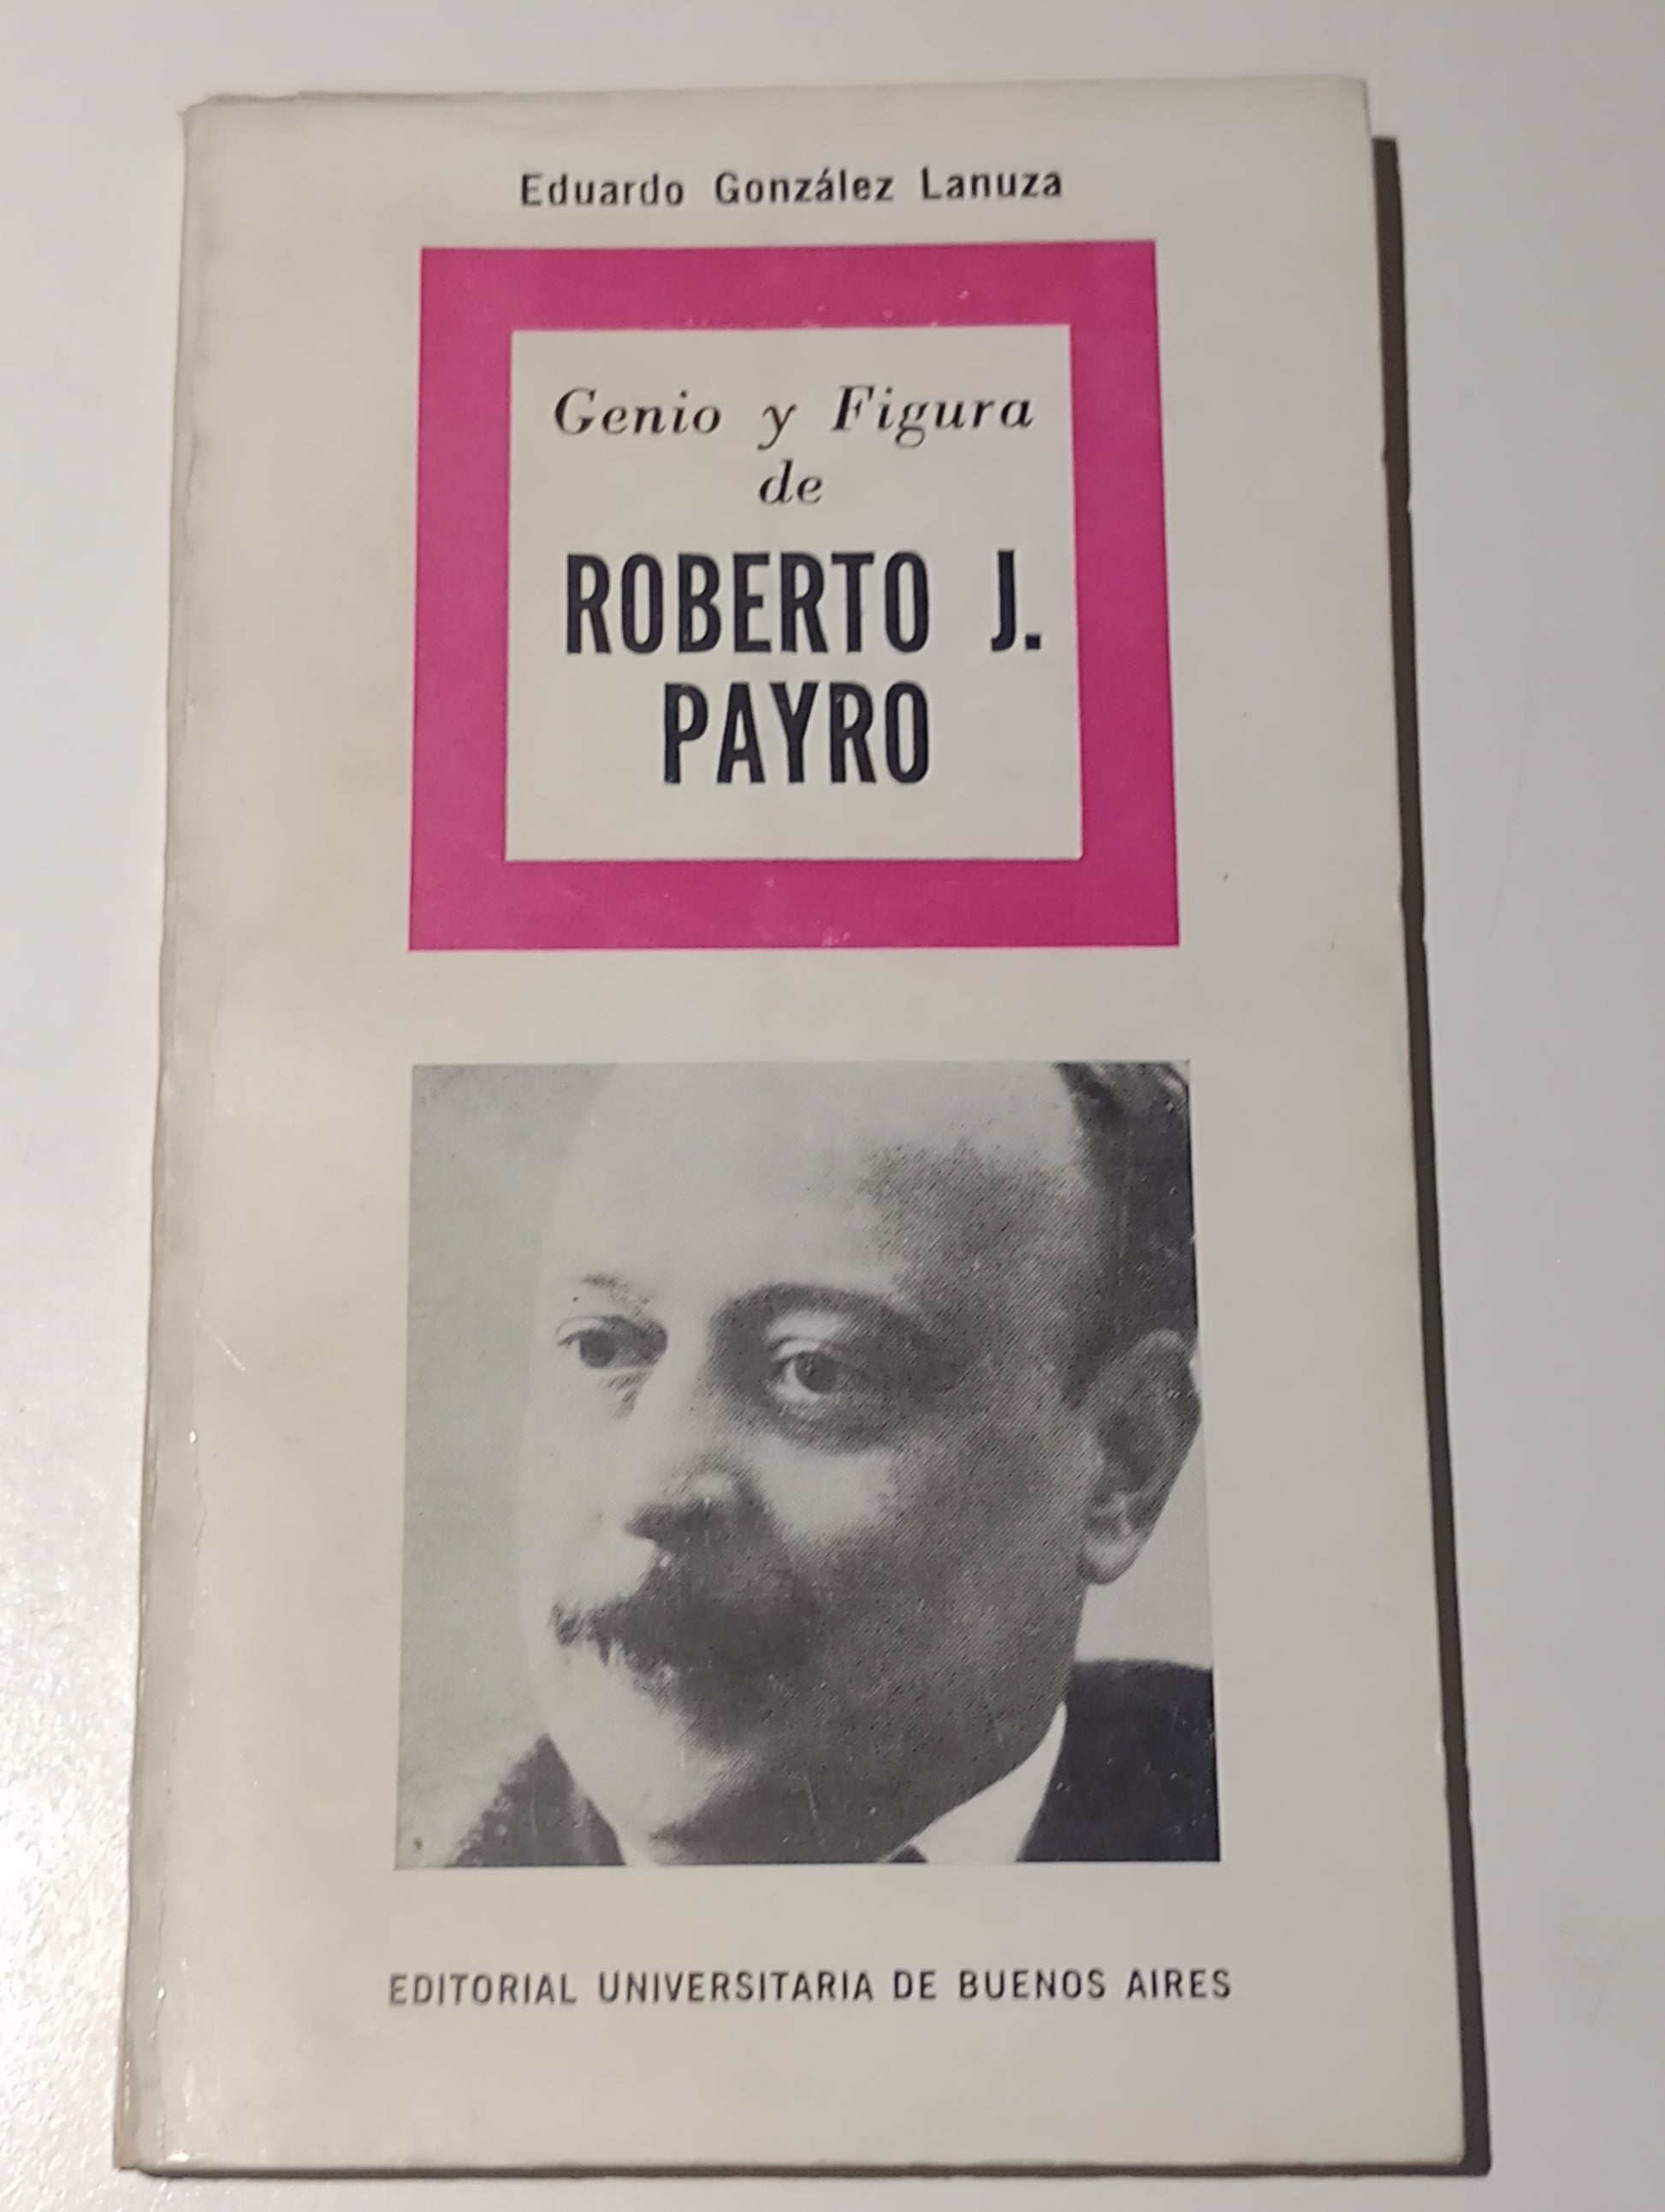 Eduardo González Lanuza
Genio y Figura
de
ROBERTO J.
PAYRO
EDITORIAL UNIVERSITARIA DE BUENOS AIRES